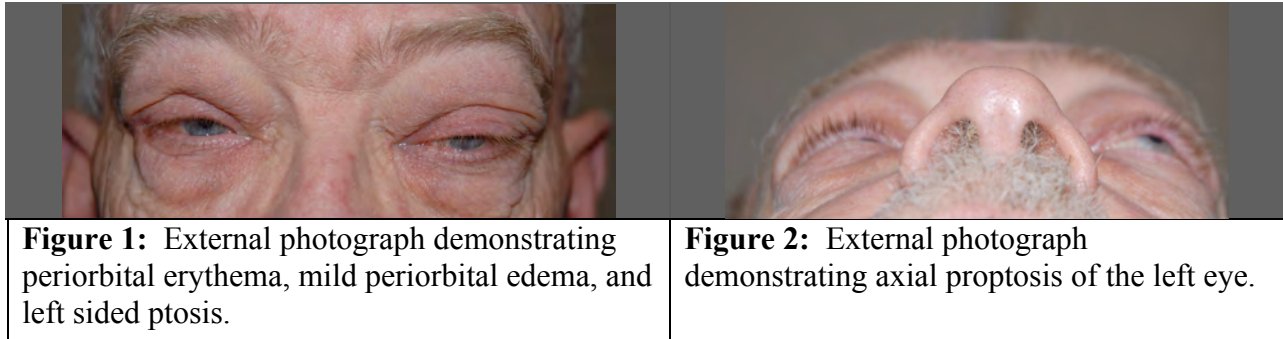 Figure 1: External photograph demonstrating
periorbital erythema, mild periorbital edema, and
left sided ptosis.
Figure 2: External photograph
demonstrating axial proptosis of the left eye.